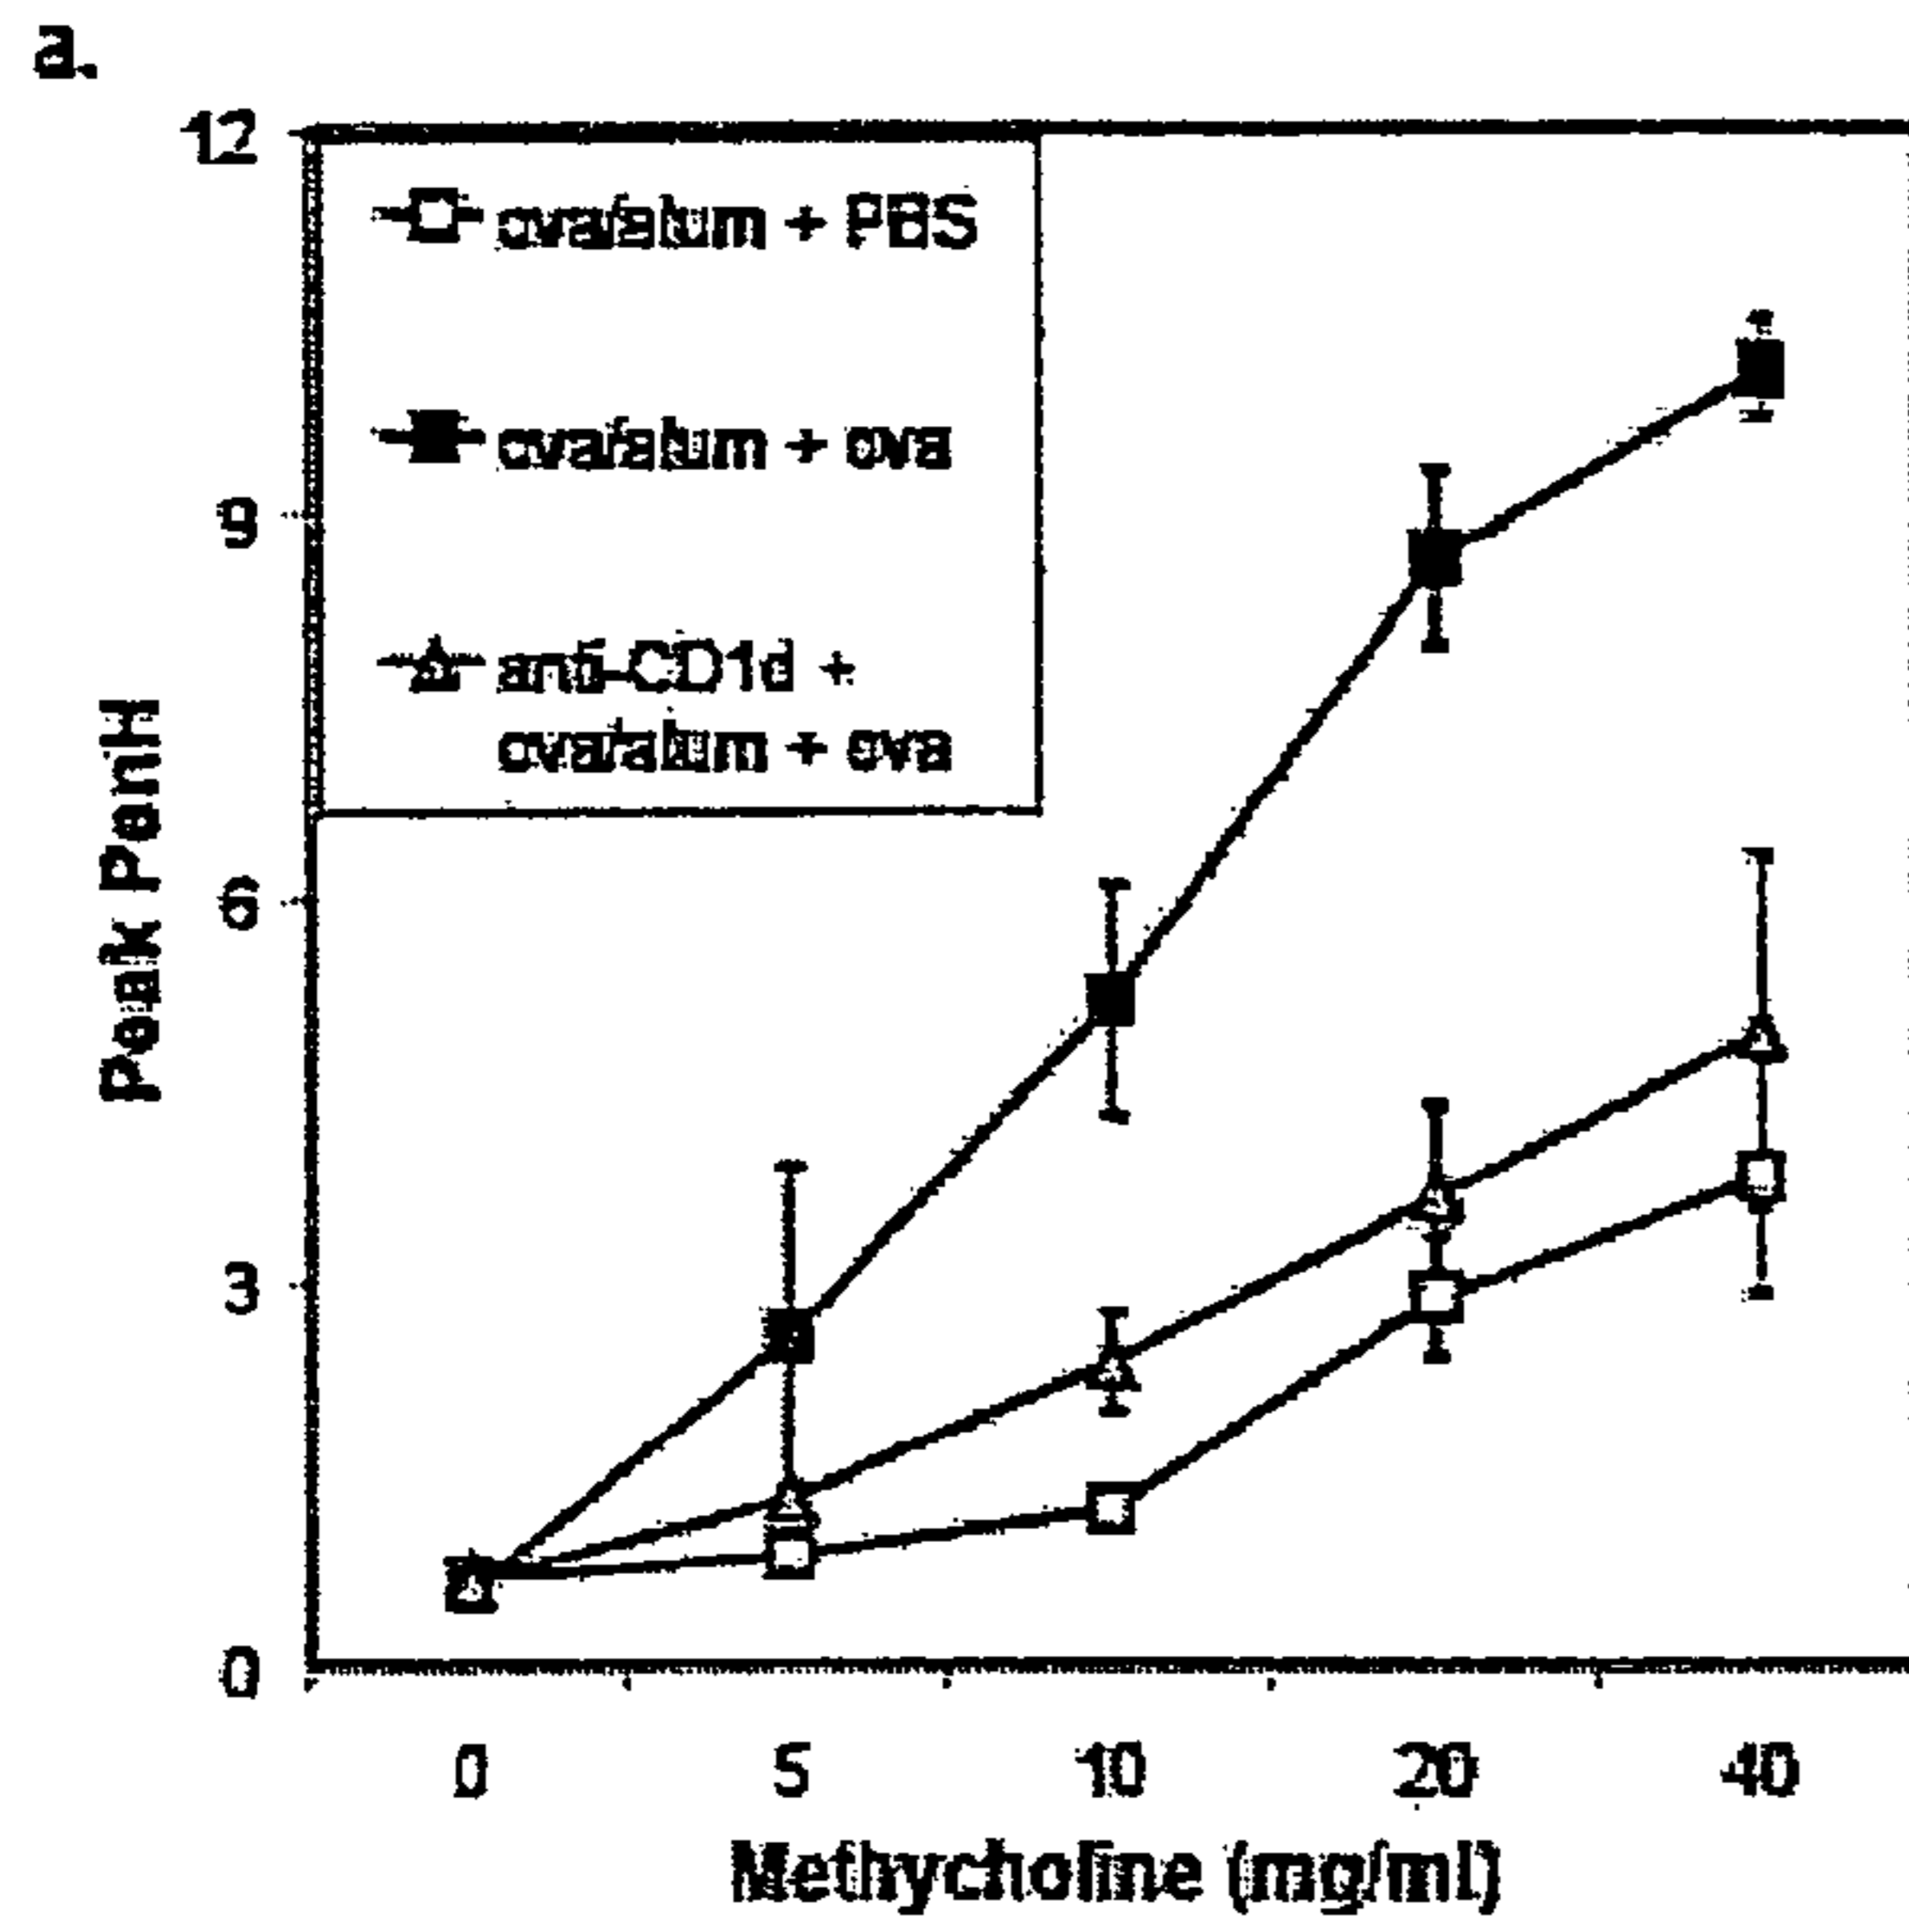 a.
12
ova/alum + PBS
ova/alum + ova
9
anti-CD1d +
ova/alum + ova
Peak PenH
6
3
0
0 5 10 20 40
Methycholine (mg/ml)